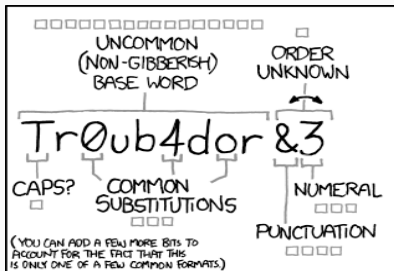 UNCOMMON
(NON-GIBBERISH)
BASE WORD
ORDER
UNKNOWN
Tr0ub4dor &3
CAPS?
COMMON
SUBSTITUTIONS
NUMERAL
PUNCTUATION
(YOU CAN ADD A FEW MORE BITS TO
ACCOUNT FOR THE FACT THAT THIS
IS ONLY ONE OF A FEW COMMON FORMATS.)